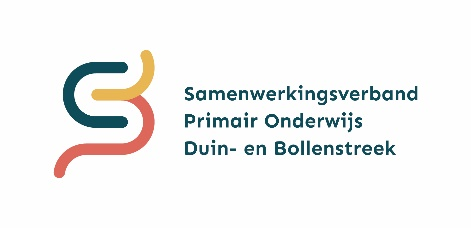 Samenwerkingsverband
Primair Onderwijs
Duin- en Bollenstreek